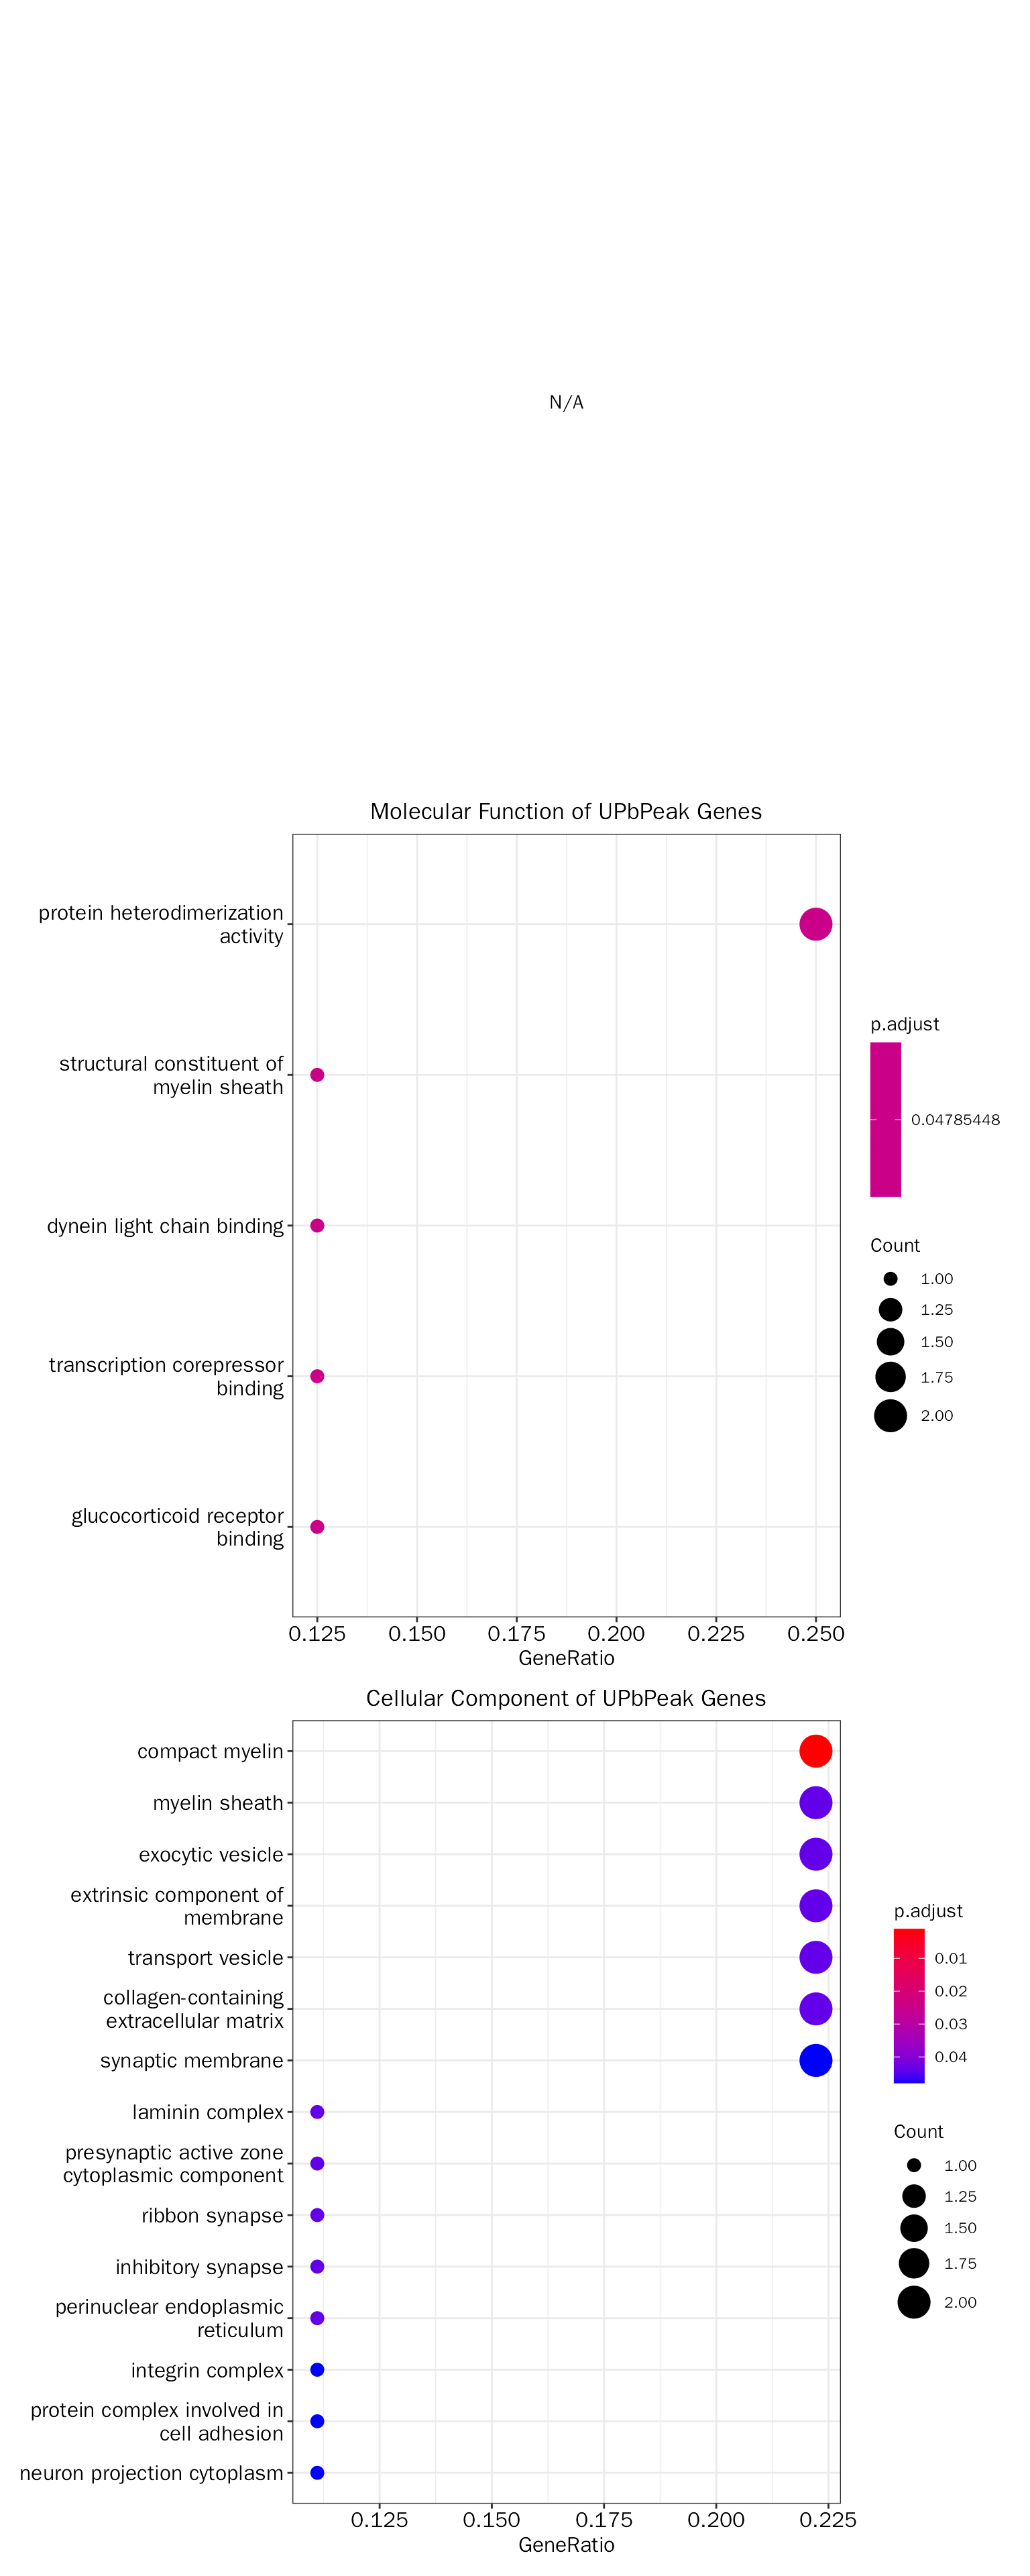 N/A
Molecular Function of UPbPeak Genes
protein heterodimerization
activity
structural constituent of
myelin sheath
dynein light chain binding
transcription corepressor
binding
glucocorticoid receptor
binding
0.125 0.150 0.175 0.200 0.225 0.250
GeneRatio
p.adjust
0.04785448
Count
1.00
1.25
1.50
1.75
2.00
Cellular Component of UPbPeak Genes
compact myelin
myelin sheath
exocytic vesicle
extrinsic component of
membrane
transport vesicle
collagen-containing
extracellular matrix
synaptic membrane
laminin complex
presynaptic active zone
cytoplasmic component
ribbon synapse
inhibitory synapse
perinuclear endoplasmic
reticulum
integrin complex
protein complex involved in
cell adhesion
neuron projection cytoplasm
0.125 0.150 0.175 0.200 0.225
GeneRatio
p.adjust
0.01
0.02
0.03
0.04
Count
1.00
1.25
1.50
1.75
2.00